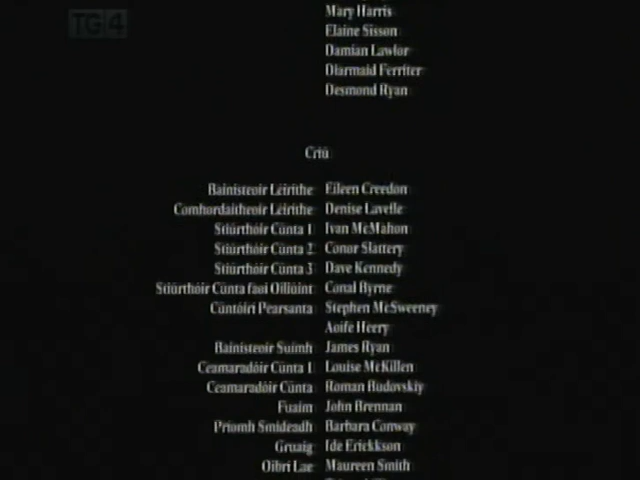 TG4
Mary Harris
Elaine Sisson
Damian Lawlor
Diarmaid Ferriter
Desmond Ryan
Criú
Bainisteoir Léirithe Eileen Creedon
Comhordaitheoir Léirithe Denise Lavelle
Stiúrthóir Cúnta 1 Ivan McMahon
Stiúrthóir Cúnta 2 Conor Slattery
Stiúrthóir Cúnta 3 Dave Kennedy
Stiúrthóir Cúnta faoi Oiliúint Conal Byrne
Cúntóirí Pearsanta Stephen McSweeney
Aoife Heery
Bainisteoir Suímh James Ryan
Ceamaradóir Cúnta 1 Louise McKillen
Ceamaradóir Cúnta Roman Budovskiy
Fuaim John Brennan
Príomh Smideadh Barbara Conway
Gruaig Ide Erickkson
Oibrí Lae Maureen Smith